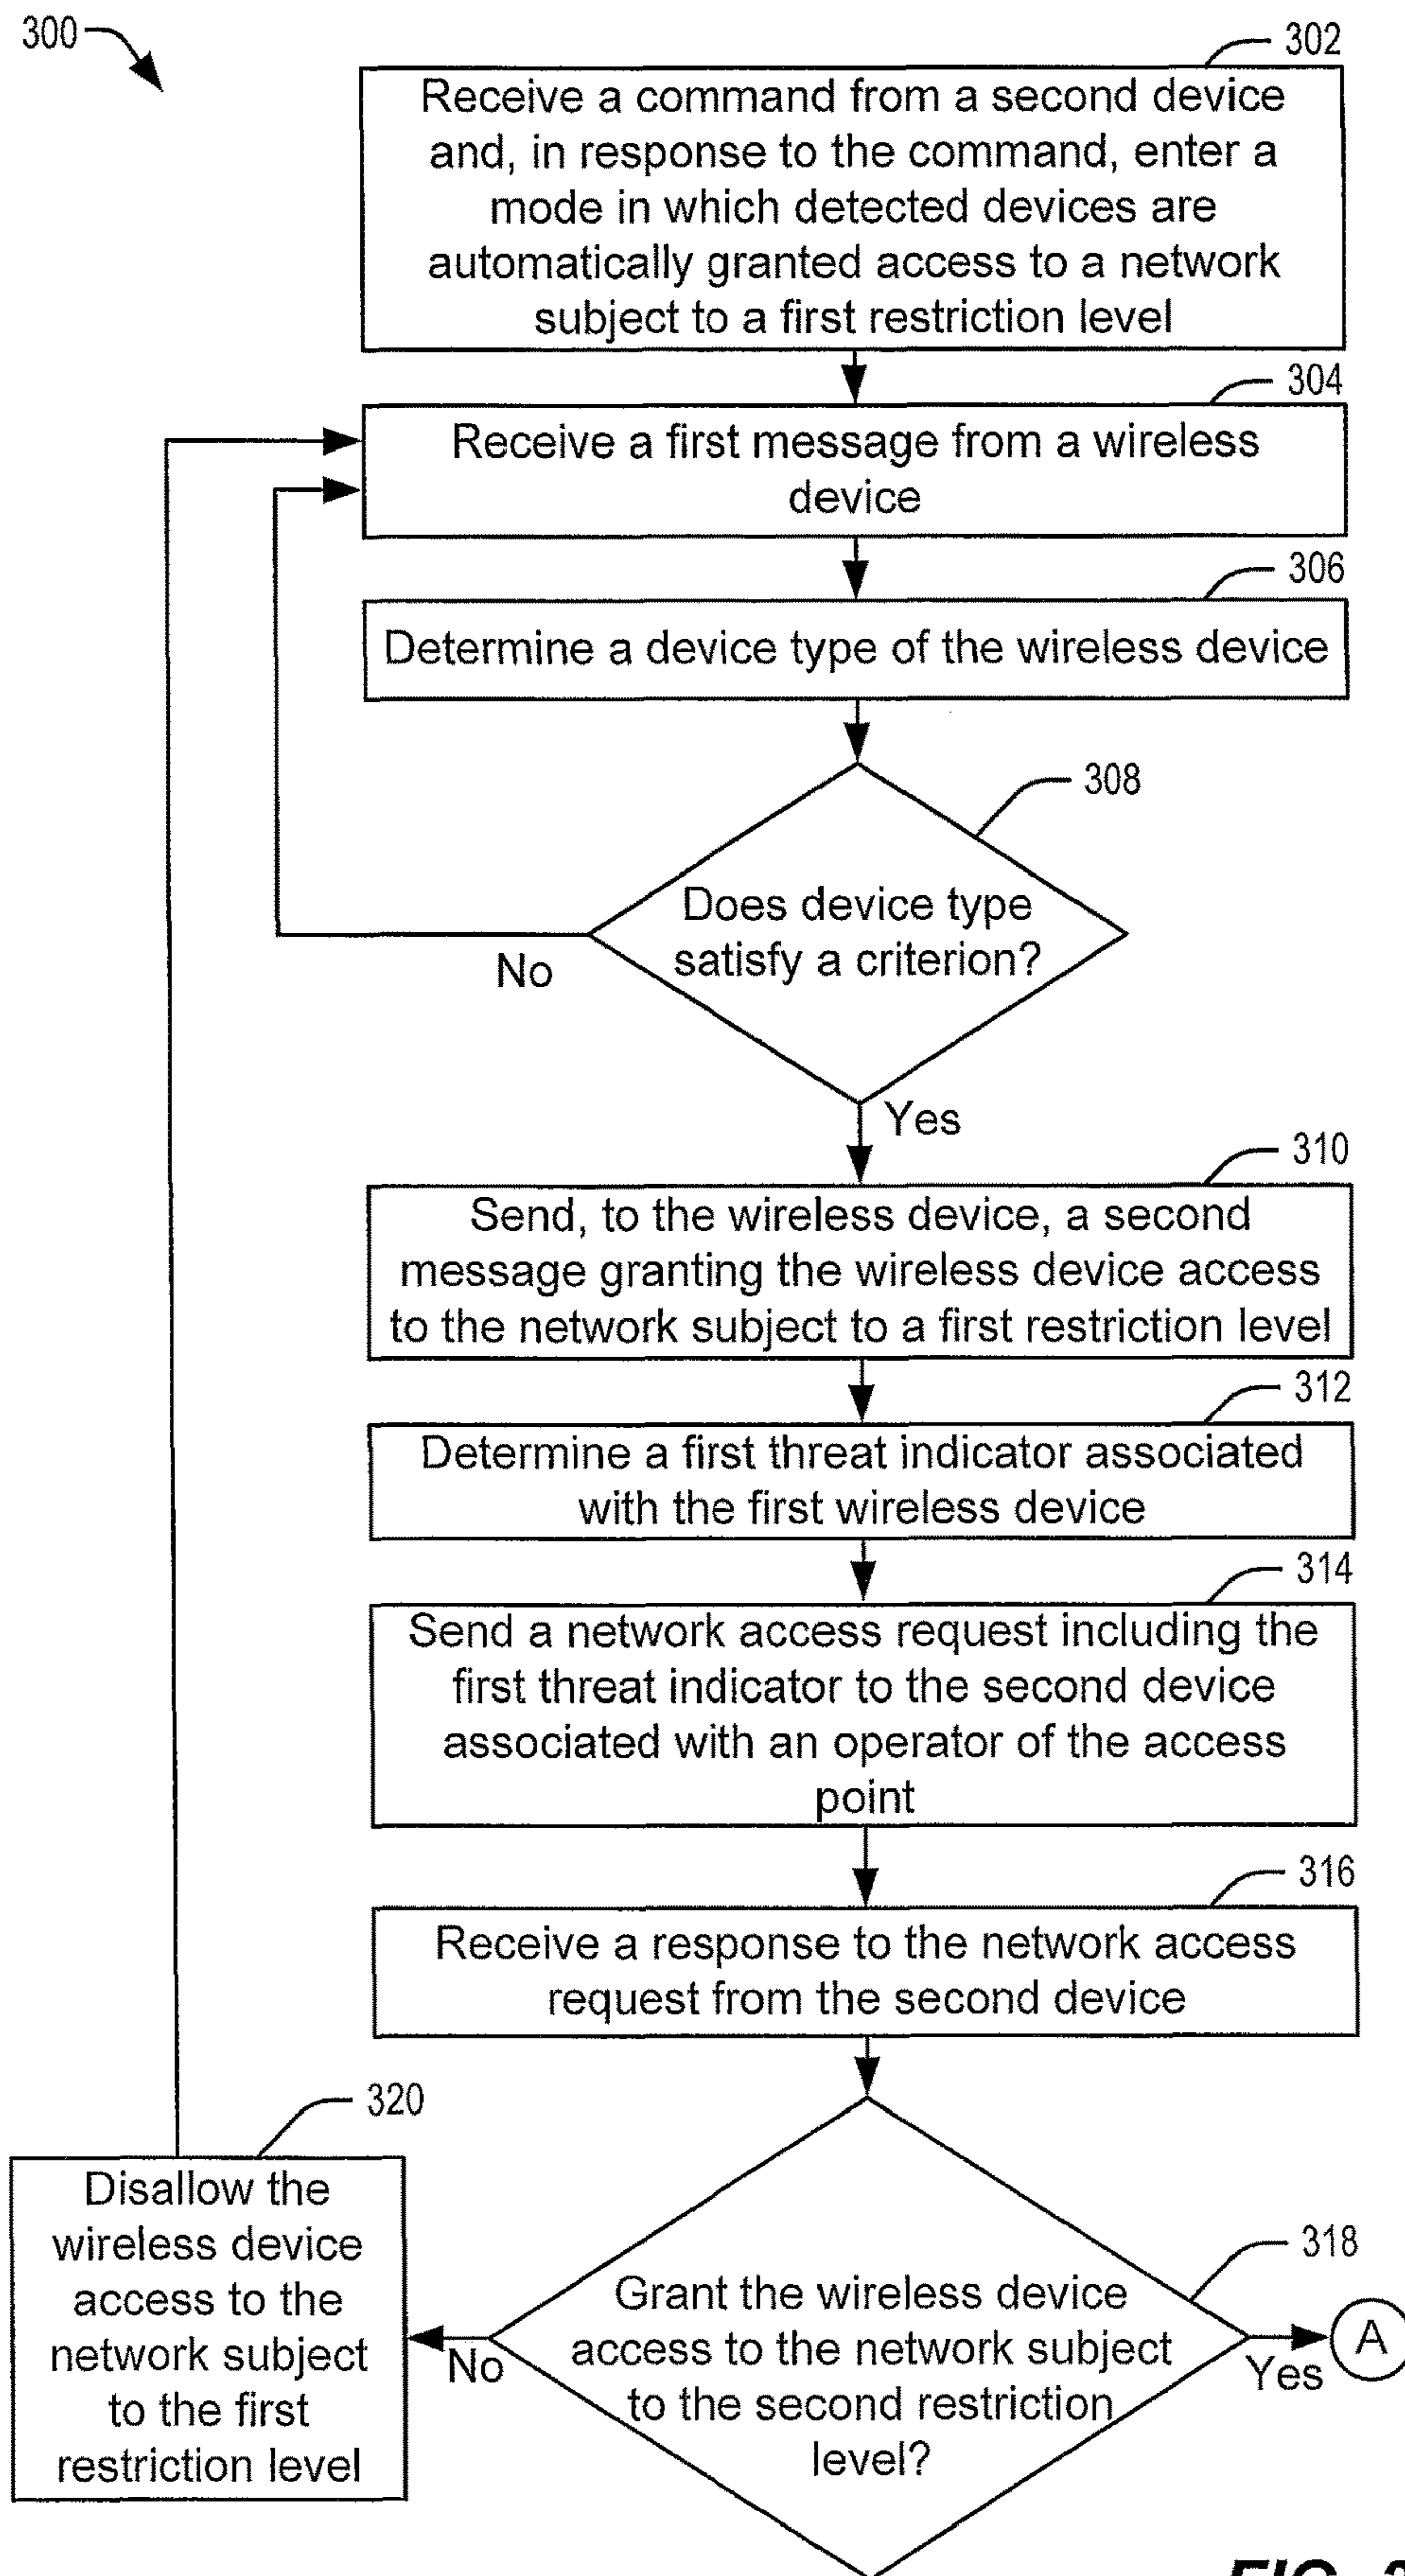 300
302
Receive a command from a second device
and, in response to the command, enter a
mode in which detected devices are
automatically granted access to a network
subject to a first restriction level
304
Receive a first message from a wireless
device
306
Determine a device type of the wireless device
308
Does device type
satisfy a criterion?
No
Yes
310
Send, to the wireless device, a second
message granting the wireless device access
to the network subject to a first restriction level
312
Determine a first threat indicator associated
with the first wireless device
314
Send a network access request including the
first threat indicator to the second device
associated with an operator of the access
point
316
Receive a response to the network access
request from the second device
320
Disallow the
wireless device
access to the
network subject
to the first
restriction level
318
Grant the wireless device
access to the network subject
to the second restriction
level?
No
Yes
A
FIG.